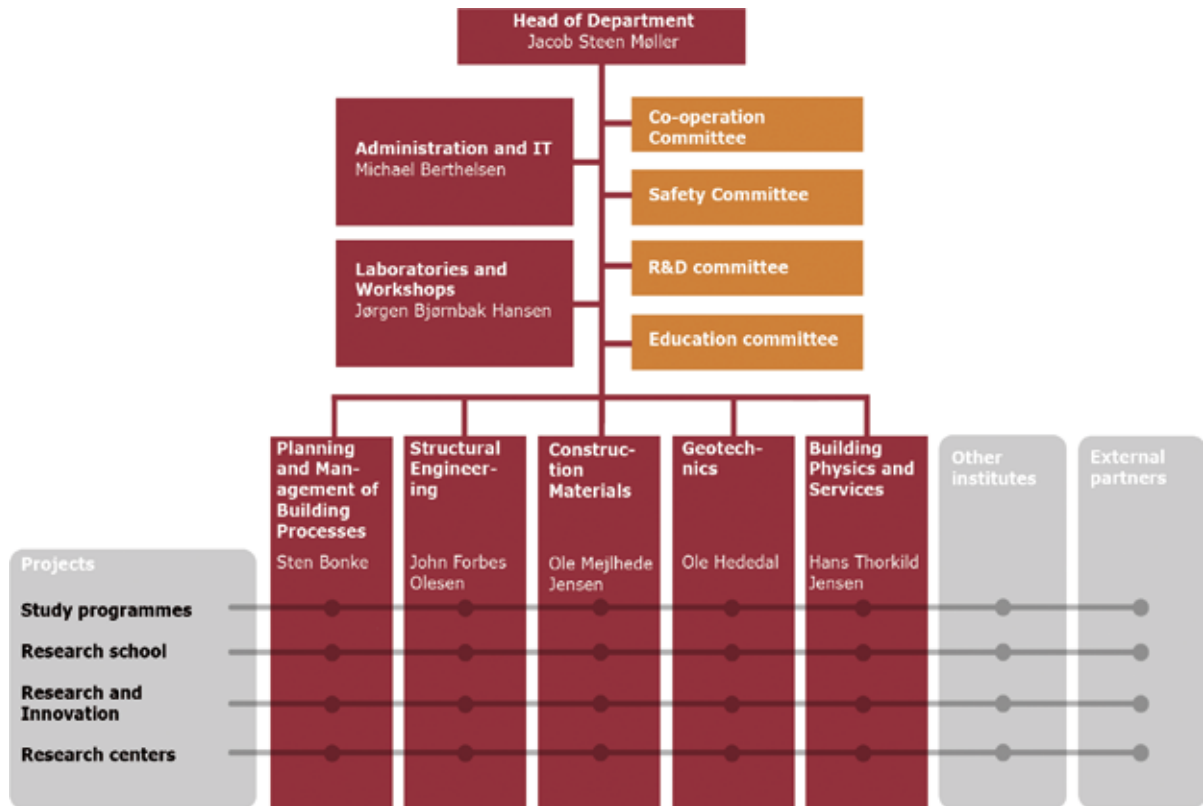 Head of Department
Jacob Steen Møller
Administration and IT
Michael Berthelsen
Co-operation
Committee
Safety Committee
Laboratories and
Workshops
Jørgen Bjørnbak Hansen
R&D committee
Education committee
Planning
and Man-
agement of
Building
Processes
Sten Bonke
Structural
Engineer-
ing
John Forbes
Olesen
Construc-
tion
Materials
Ole Mejlhede
Jensen
Geotech-
nics
Ole Hededal
Building
Physics and
Services
Hans Thorkild
Jensen
Other
institutes
External
partners
Projects
Study programmes
Research school
Research and
Innovation
Research centers